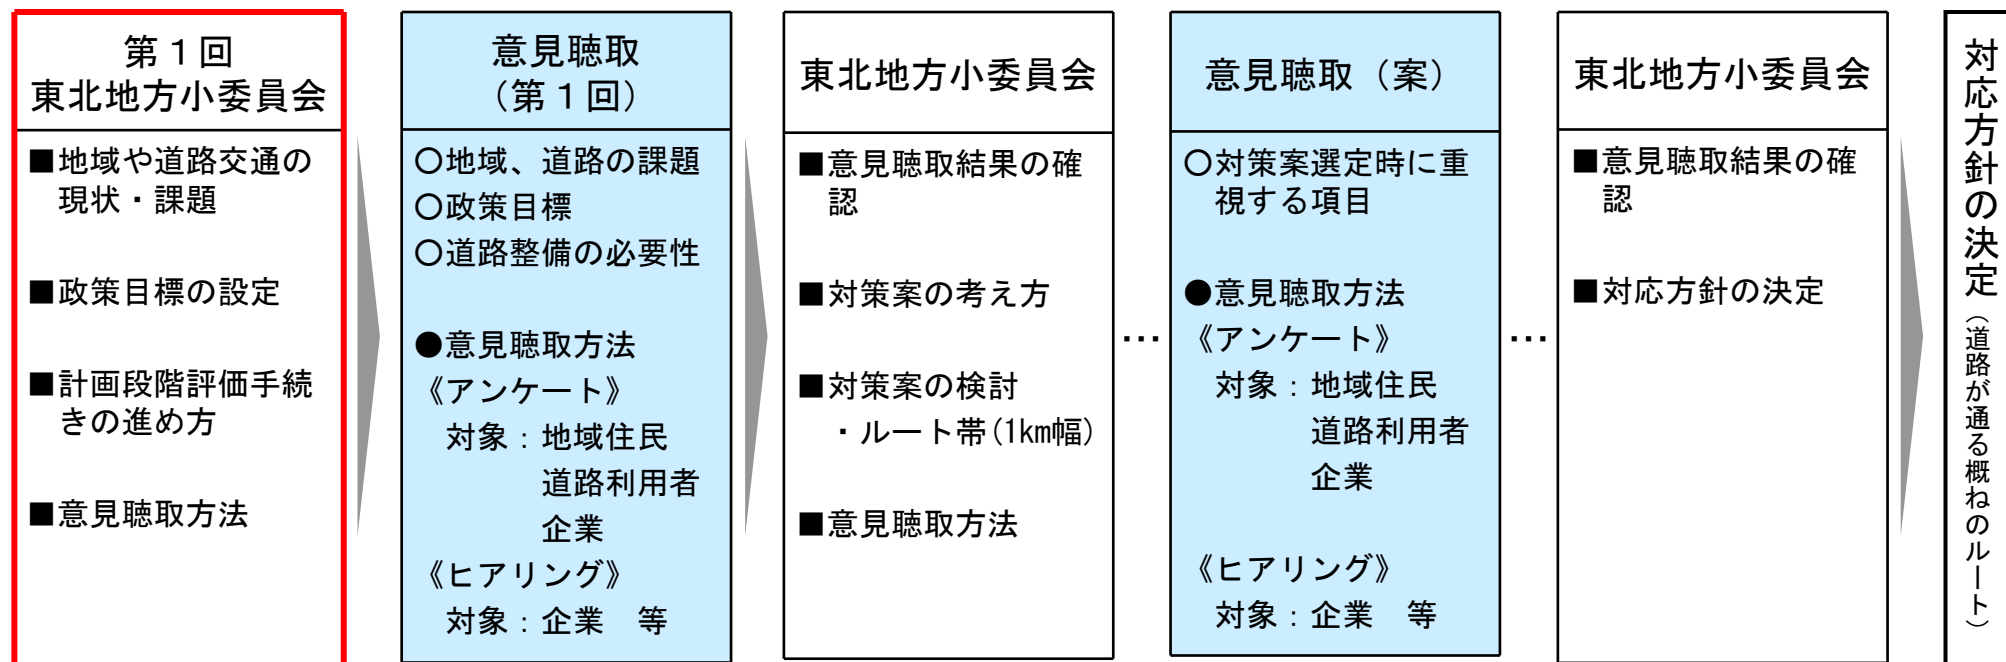 第１回
東北地方小委員会
■地域や道路交通の
現状・課題
■政策目標の設定
■計画段階評価手続
きの進め方
■意見聴取方法
意見聴取
（第１回）
○地域、道路の課題
○政策目標
○道路整備の必要性
●意見聴取方法
《アンケート》
対象：地域住民
道路利用者
企業
《ヒアリング》
対象：企業　等
東北地方小委員会
■意見聴取結果の確
認
■対策案の考え方
■対策案の検討
・ルート帯(1km幅)
■意見聴取方法
…
意見聴取（案）
○対策案選定時に重
視する項目
●意見聴取方法
《アンケート》
対象：地域住民
道路利用者
企業
《ヒアリング》
対象：企業　等
…
東北地方小委員会
■意見聴取結果の確
認
■対応方針の決定
対応方針の決定（道路が通る概ねのルート）